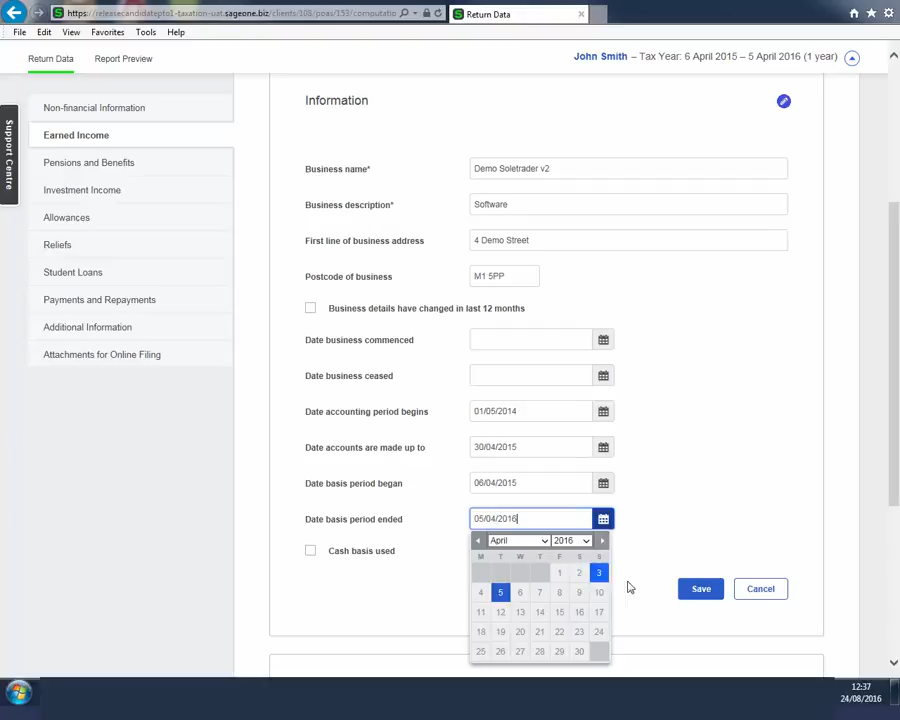 https://releasecandidatepto1-taxation-uat.sageone.biz/clients/108/poas/153/computatio
Return Data
File Edit View Favorites Tools Help
Return Data Report Preview
John Smith – Tax Year: 6 April 2015 – 5 April 2016 (1 year)
Support Centre
Non-financial Information
Earned Income
Pensions and Benefits
Investment Income
Allowances
Reliefs
Student Loans
Payments and Repayments
Additional Information
Attachments for Online Filing
Information
Business name* Demo Soletrader v2
Business description* Software
First line of business address 4 Demo Street
Postcode of business M1 5PP
Business details have changed in last 12 months
Date business commenced
Date business ceased
Date accounting period begins 01/05/2014
Date accounts are made up to 30/04/2015
Date basis period began 06/04/2015
Date basis period ended 05/04/2016
Cash basis used
April 2016
M T W T F S S
1 2 3
4 5 6 7 8 9 10
11 12 13 14 15 16 17
18 19 20 21 22 23 24
25 26 27 28 29 30
Save Cancel
12:37
24/08/2016